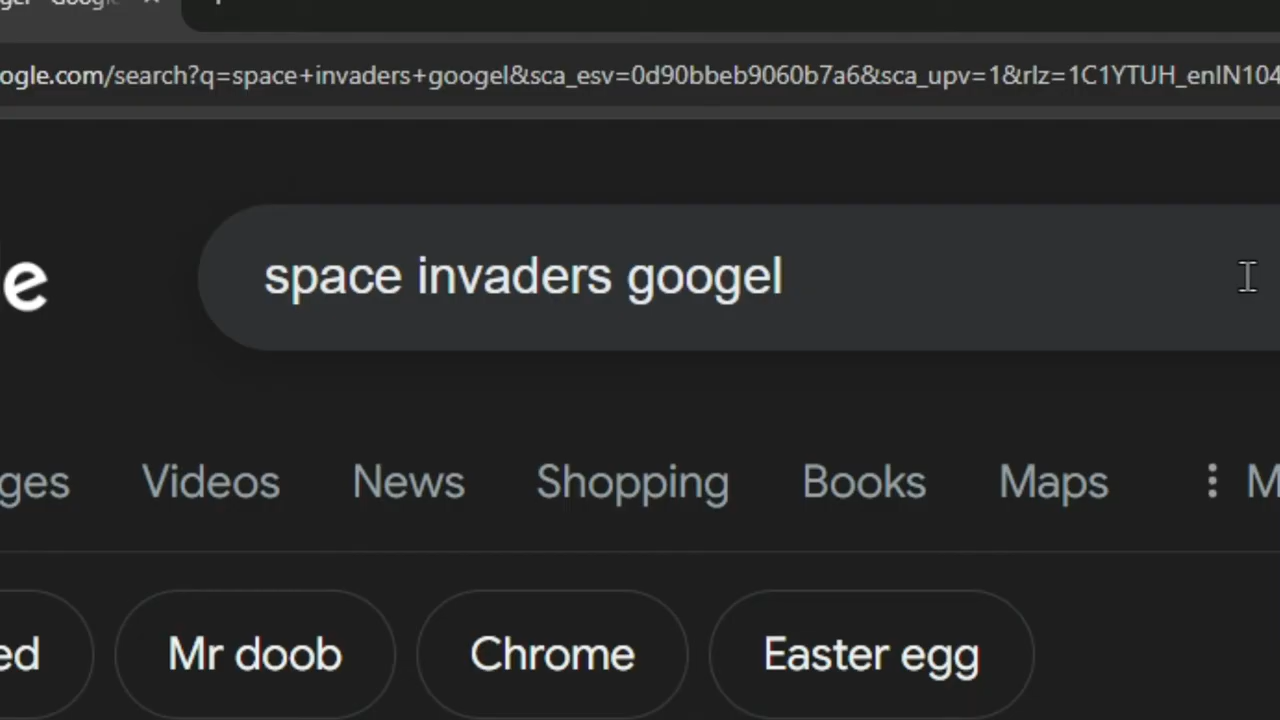 ogle.com/search?q=space+invaders+googel&sca_esv=0d90bbeb9060b7a6&sca_upv=1&rlz=1C1YTUH_enIN104
le
space invaders googel
ges Videos News Shopping Books Maps M
ed Mr doob Chrome Easter egg